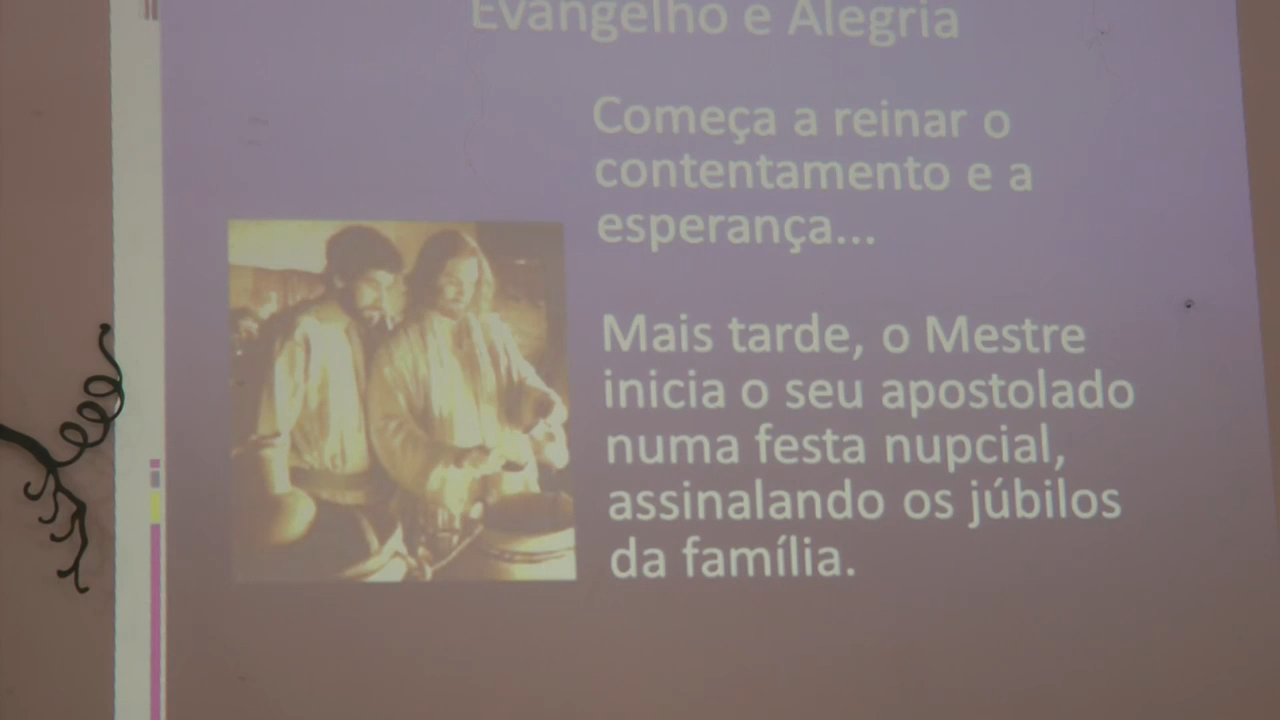 Evangelho e Alegria
Começa a reinar o
contentamento e a
esperança...
Mais tarde, o Mestre
inicia o seu apostolado
numa festa nupcial,
assinalando os júbilos
da família.